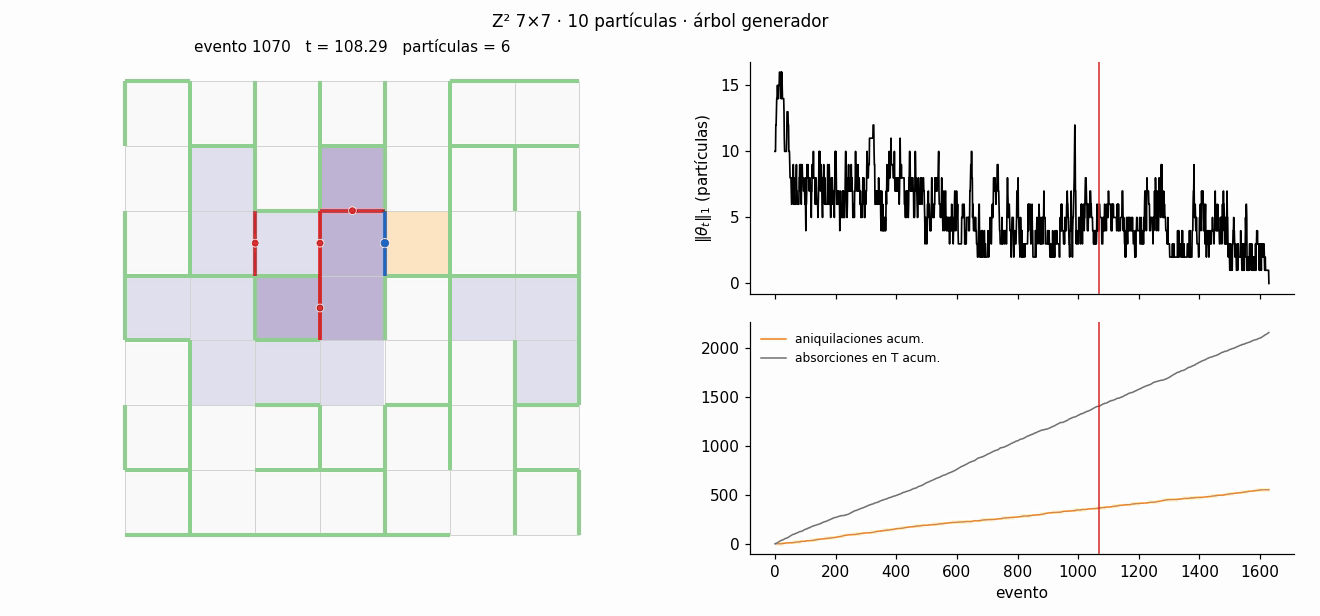 Z² 7×7 · 10 partículas · árbol generador
evento 1070   t = 108.29   partículas = 6
15
10
5
0
‖θₜ‖₁ (partículas)
aniquilaciones acum.
absorciones en T acum.
2000
1500
1000
500
0
0 200 400 600 800 1000 1200 1400 1600
evento